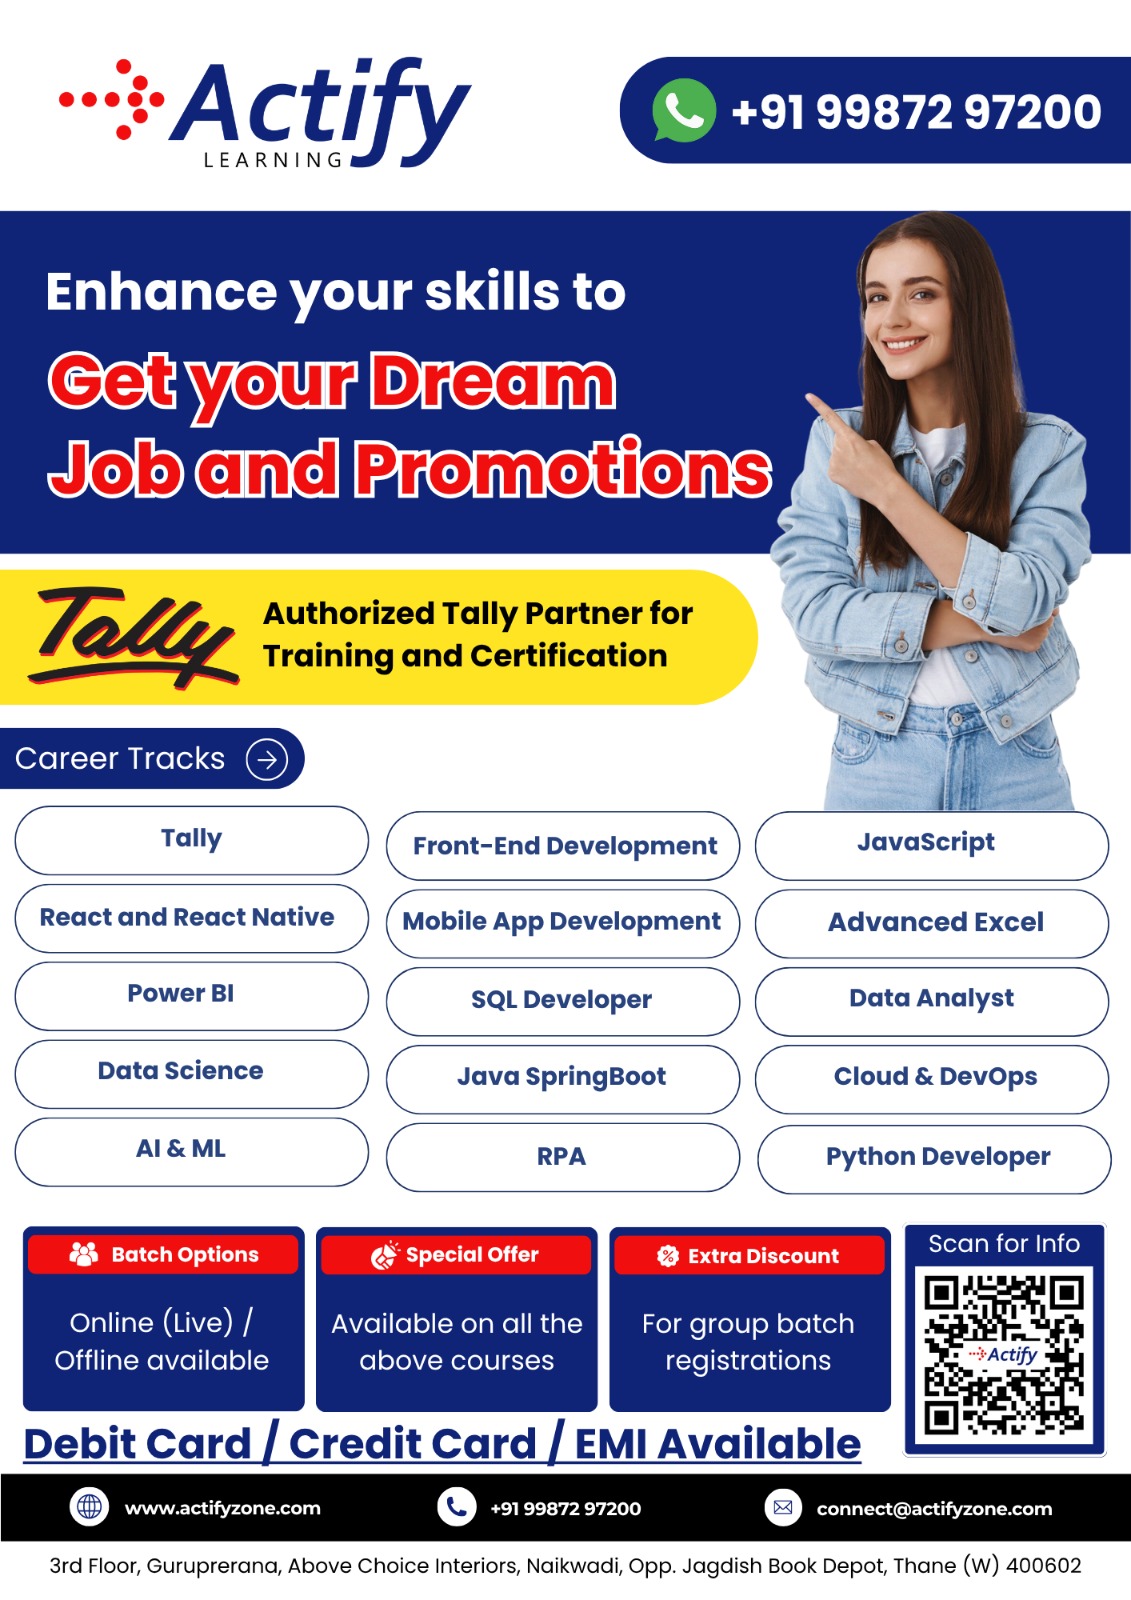 Actify
LEARNING
+91 99872 97200
Enhance your skills to
Get your Dream
Job and Promotions
Tally
Authorized Tally Partner for
Training and Certification
Career Tracks
Tally
Front-End Development
JavaScript
React and React Native
Mobile App Development
Advanced Excel
Power BI
SQL Developer
Data Analyst
Data Science
Java SpringBoot
Cloud & DevOps
AI & ML
RPA
Python Developer
Batch Options
Online (Live) /
Offline available
Special Offer
Available on all the
above courses
Extra Discount
For group batch
registrations
Scan for Info
Actify
Debit Card / Credit Card / EMI Available
www.actifyzone.com
+91 99872 97200
connect@actifyzone.com
3rd Floor, Guruprerana, Above Choice Interiors, Naikwadi, Opp. Jagdish Book Depot, Thane (W) 400602